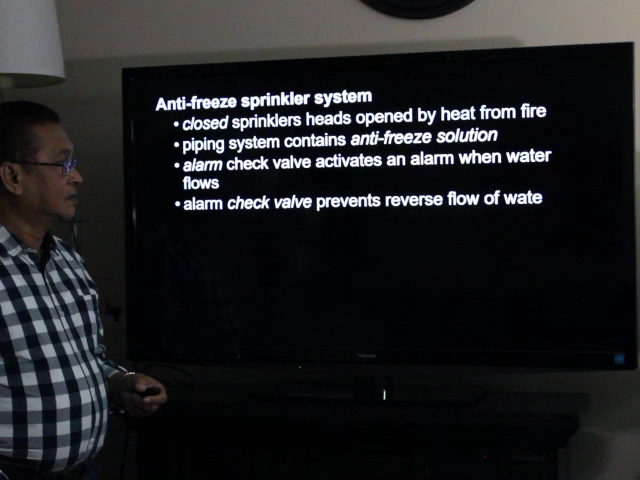 Anti-freeze sprinkler system
• closed sprinklers heads opened by heat from fire
• piping system contains anti-freeze solution
• alarm check valve activates an alarm when water
flows
• alarm check valve prevents reverse flow of wate
TOSHIBA